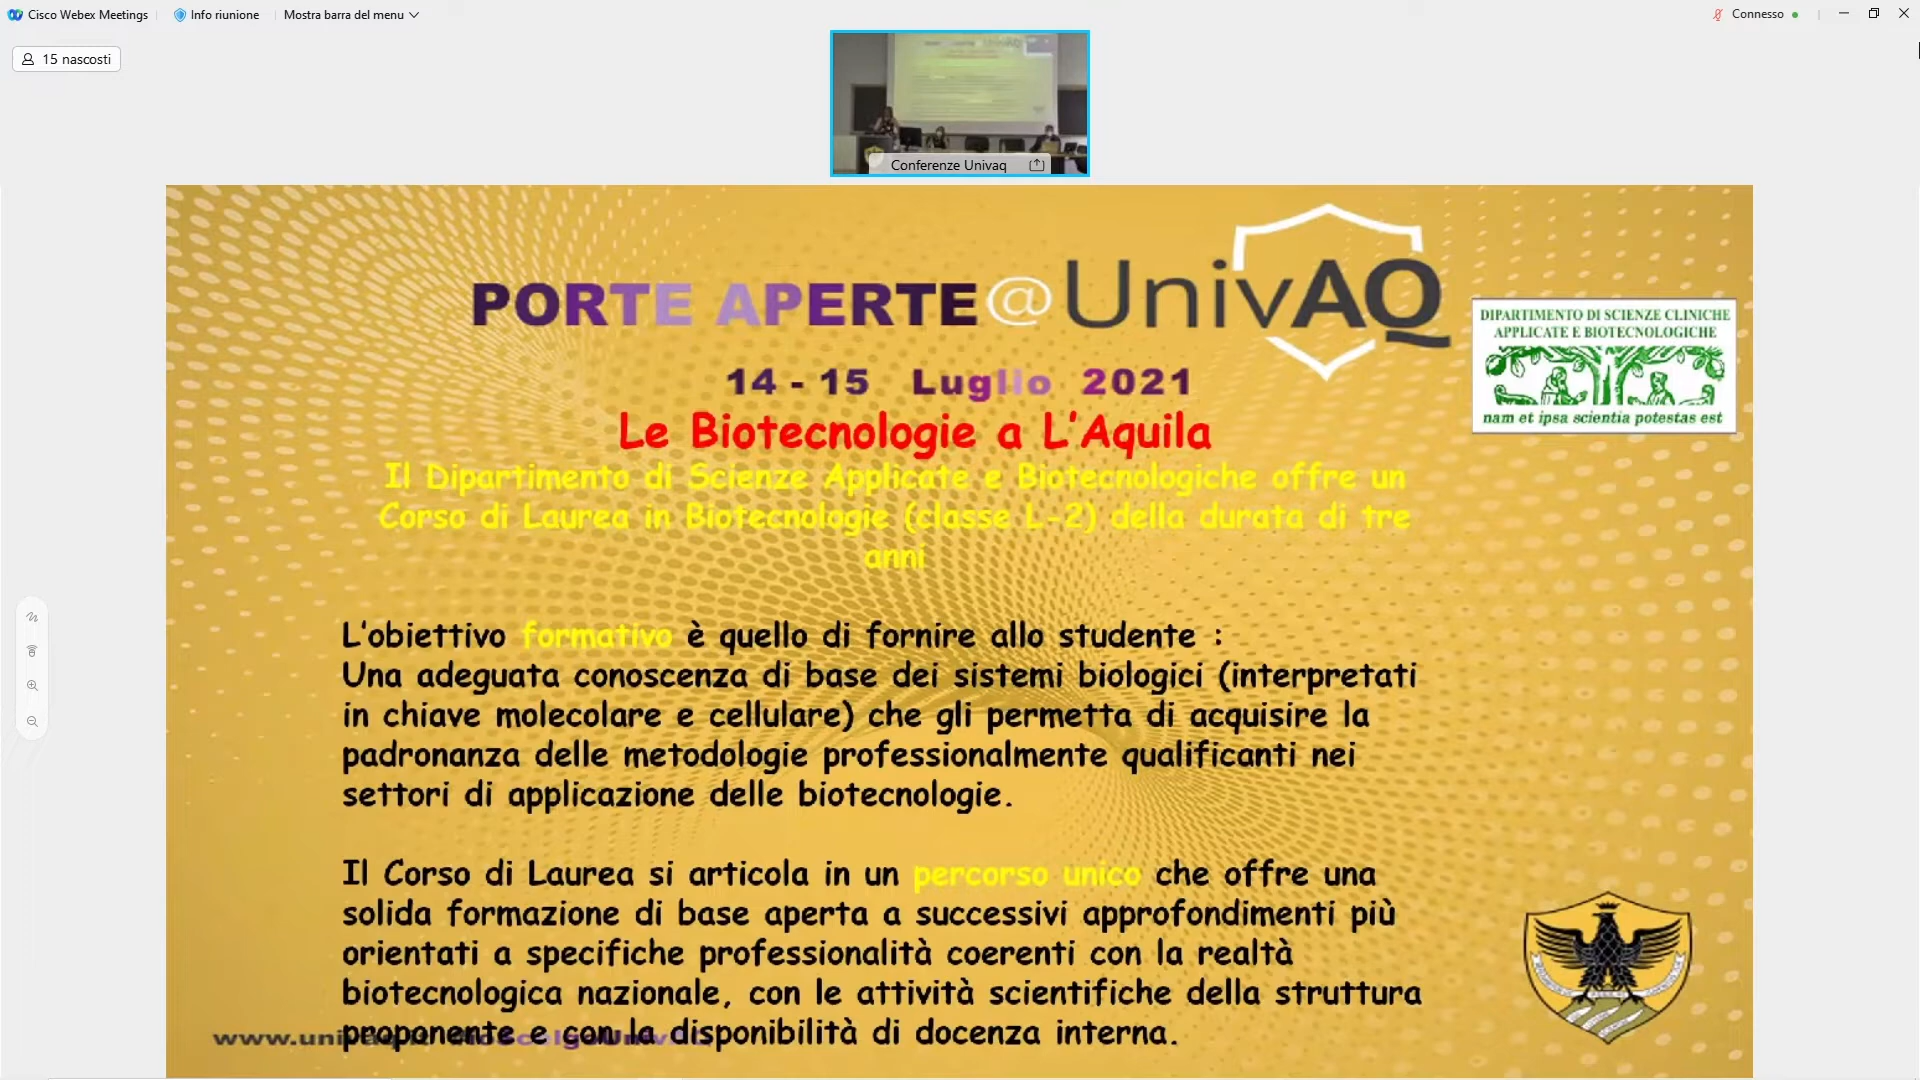 Cisco Webex Meetings
Info riunione
Mostra barra del menu
Connesso
15 nascosti
Conferenze Univaq
PORTE APERTE@UnivAQ
14 - 15 Luglio 2021
DIPARTIMENTO DI SCIENZE CLINICHE
APPLICATE E BIOTECNOLOGICHE
nam et ipsa scientia potestas est
Le Biotecnologie a L'Aquila
Il Dipartimento di Scienze Applicate e Biotecnologiche offre un
Corso di Laurea in Biotecnologie (classe L-2) della durata di tre
anni
L'obiettivo formativo è quello di fornire allo studente :
Una adeguata conoscenza di base dei sistemi biologici (interpretati
in chiave molecolare e cellulare) che gli permetta di acquisire la
padronanza delle metodologie professionalmente qualificanti nei
settori di applicazione delle biotecnologie.
Il Corso di Laurea si articola in un percorso unico che offre una
solida formazione di base aperta a successivi approfondimenti più
orientati a specifiche professionalità coerenti con la realtà
biotecnologica nazionale, con le attività scientifiche della struttura
proponente e con la disponibilità di docenza interna.